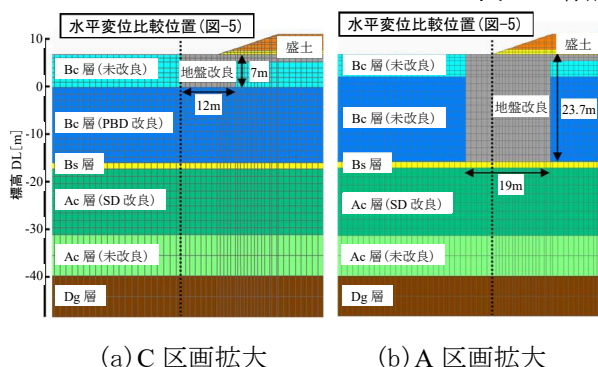 水平変位比較位置(図-5)
盛土
Bc 層(未改良)
地盤改良
7m
12m
Bc 層(PBD 改良)
Bs 層
Ac 層(SD 改良)
Ac 層(未改良)
Dg 層
標高 DL[m]
10
0
-10
-20
-30
-40
(a)C 区画拡大
水平変位比較位置(図-5)
盛土
Bc 層(未改良)
地盤改良
23.7m
Bc 層(未改良)
Bs 層
19m
Ac 層(SD 改良)
Ac 層(未改良)
Dg 層
(b)A 区画拡大